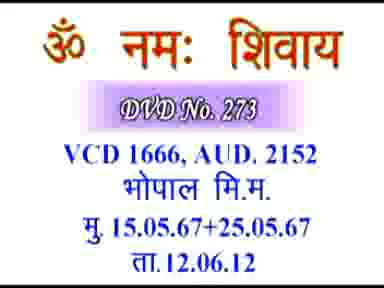 ॐ नमः शिवाय
DVD No. 273
VCD 1666, AUD. 2152
भोपाल मि.म.
मु. 15.05.67+25.05.67
ता.12.06.12